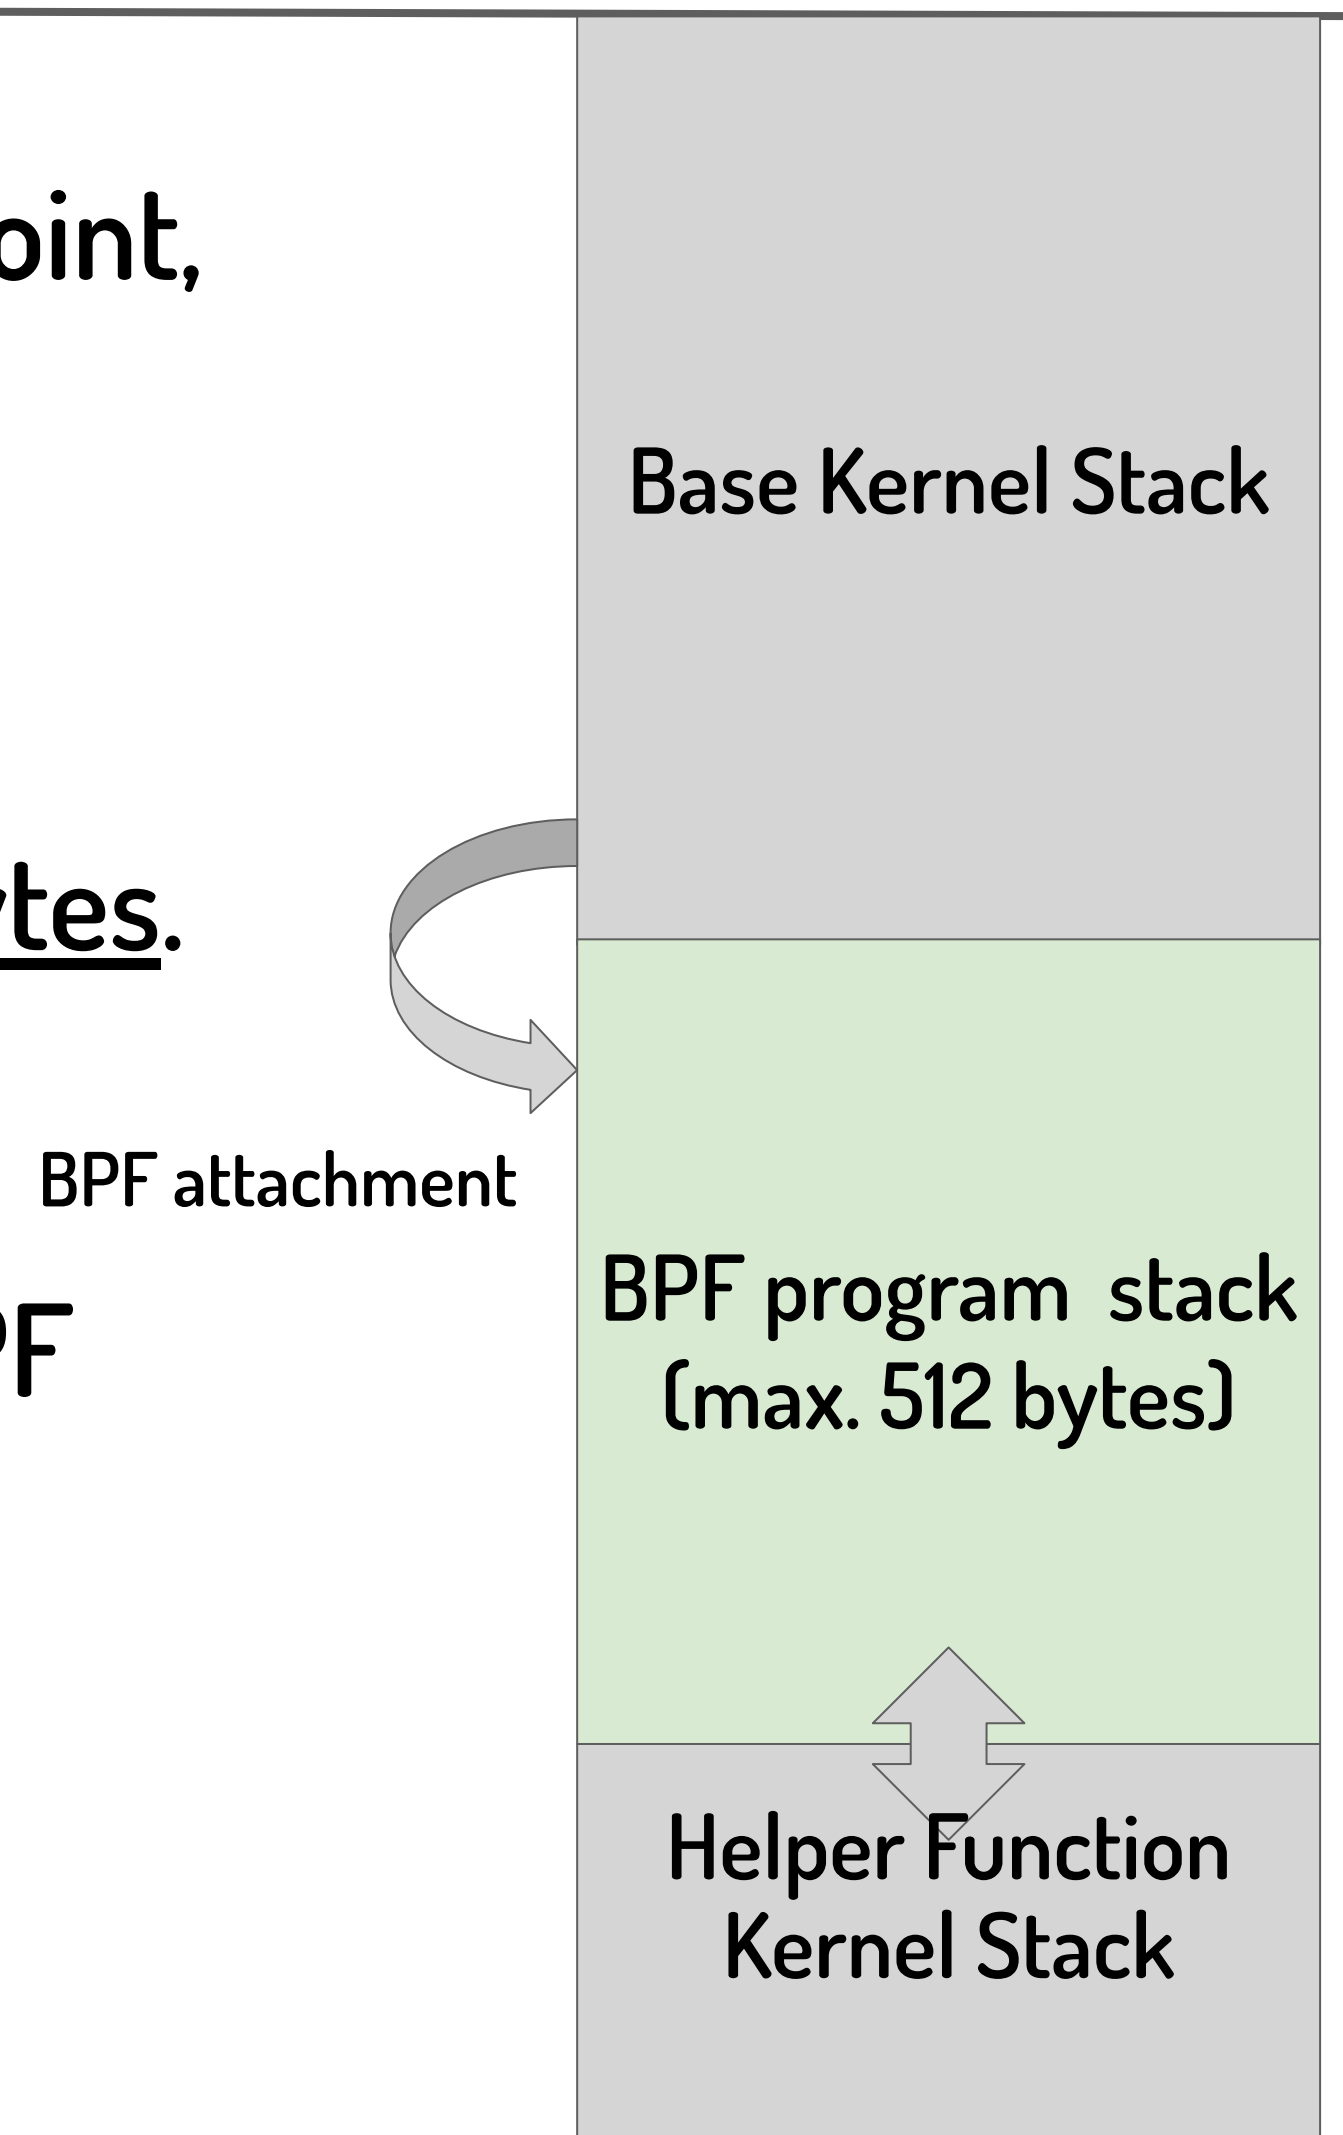 oint,
Base Kernel Stack
tes.
BPF attachment
BPF program stack
(max. 512 bytes)
F
Helper Function
Kernel Stack